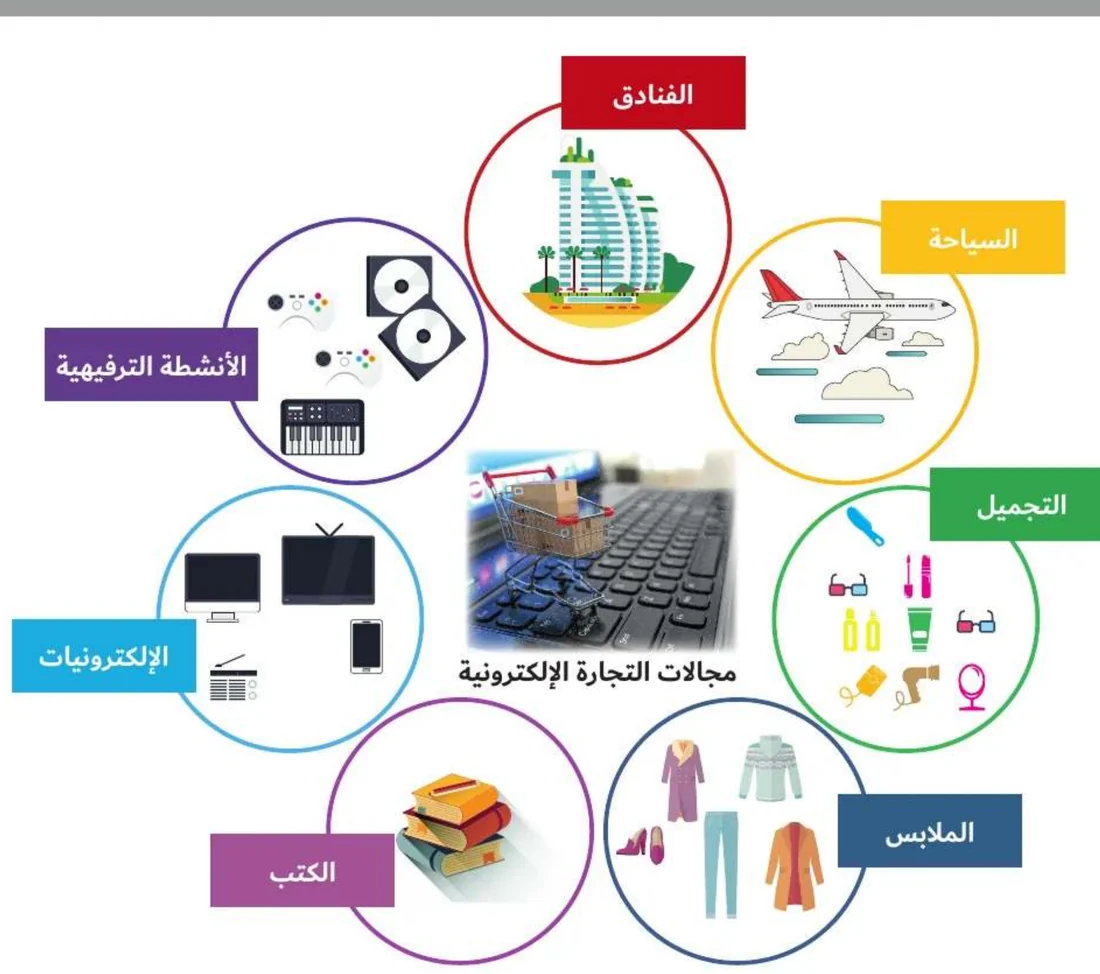 الفنادق
السياحة
الأنشطة الترفيهية
التجميل
الإلكترونيات
مجالات التجارة الإلكترونية
الملابس
الكتب